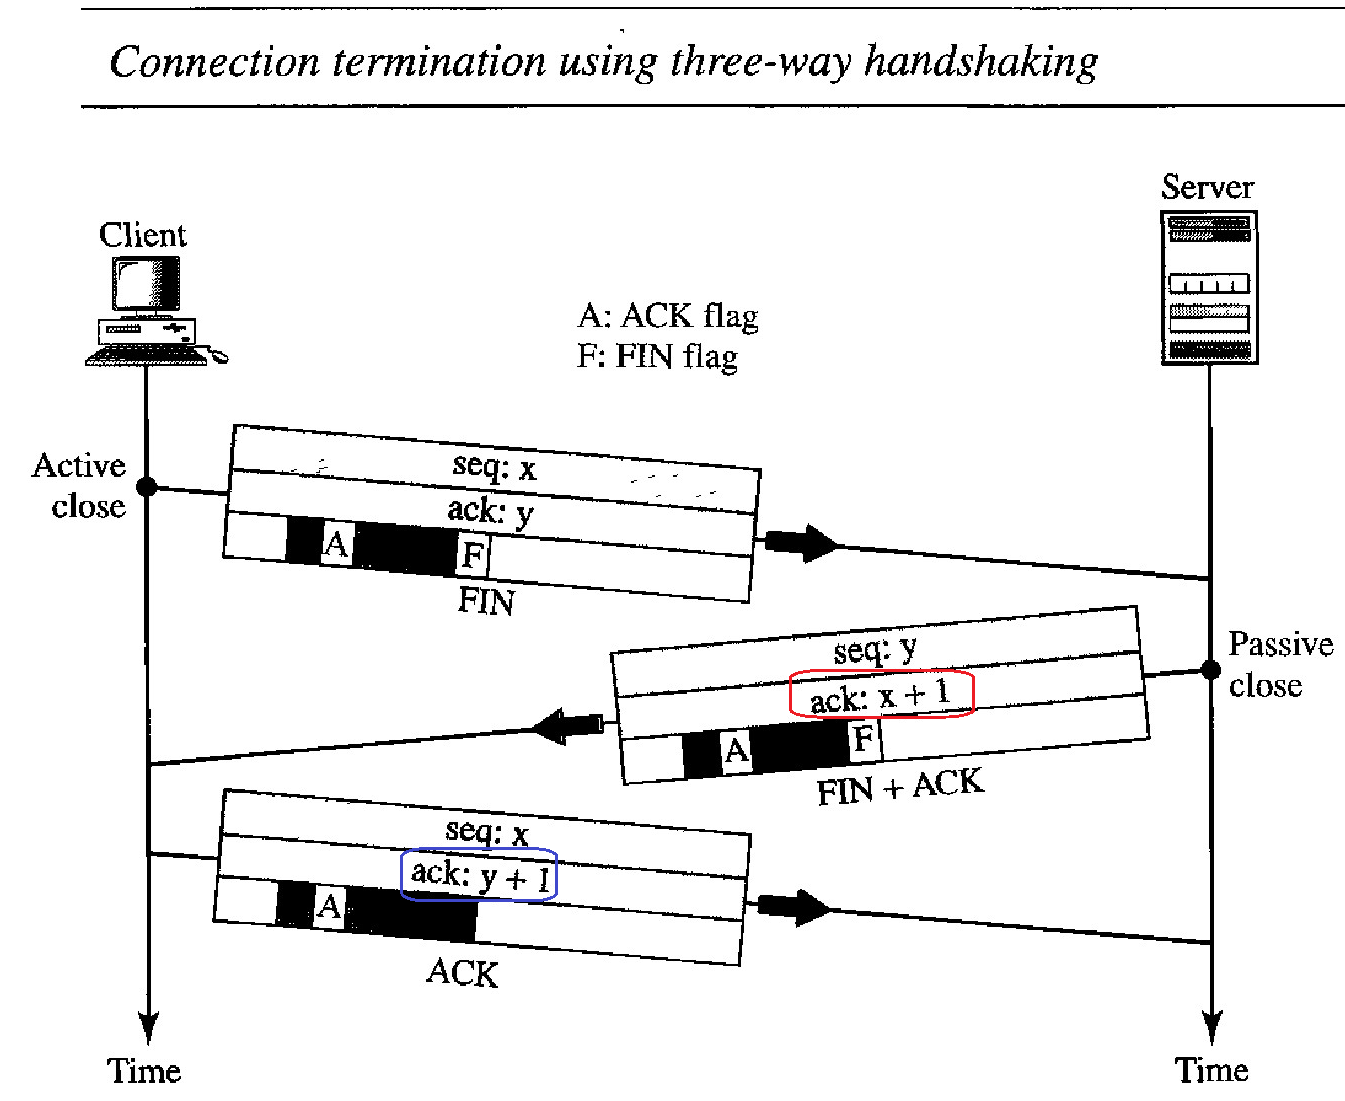 Connection termination using three-way handshaking
Server
Client
A: ACK flag
F: FIN flag
Active
close
seq: x
ack: y
A F
FIN
Passive
close
seq: y
ack: x + 1
A F
FIN + ACK
seq: x
ack: y + 1
A
ACK
Time
Time